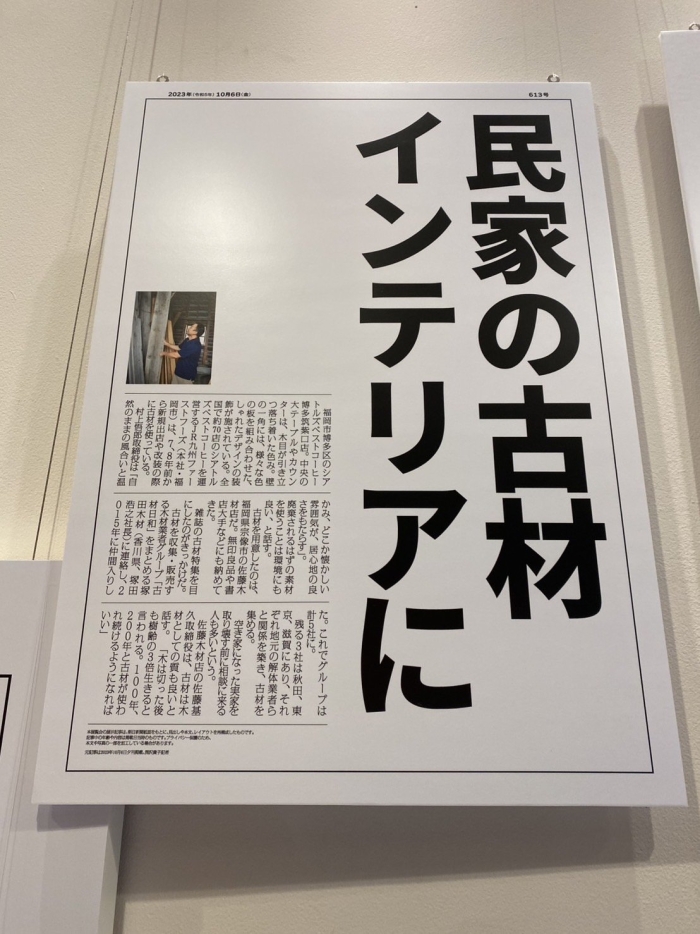 2023年(令和5年)10月6日(金)
613号
民家の古材
インテリアに
福岡市博多区のシア
トルズベストコーヒー
博多筑紫口店。中央の
大テーブルやカウン
ターは、木目が引き立
つ落ち着いた色み。壁
の一角には、様々な色
の板を組み合わせた、
しゃれたデザインの装
飾が施されている。全
国で約70店のシアトル
ズベストコーヒーを運
営するJR九州ファー
ストフーズ(本社・福
岡市)は、7、8年前か
ら新規出店や改装の際
に古材を使っている。
村上悟郎取締役は「自
然のままの風合いと温
かみ、どこか懐かしい
雰囲気が、居心地の良
さをもたらす」。
廃棄されるはずの素材
を使うことは環境にも
良い、と話す。
古材を用意したのは、
福岡県宗像市の佐藤木
材店だ。無印良品や書
店大手などにも納めて
きた。
雑誌の古材特集を目
にしたのがきっかけだ。
古材を収集・販売す
る木材業者グループ「古
材日和」をまとめる塚
田木材(香川県、塚田
浩之社長)に連絡し、2
015年に仲間入りし
た。これでグループは
計5社に。
残る3社は秋田、東
京、滋賀にあり、それ
ぞれ地元の解体業者ら
と関係を築き、古材を
集める。
空き家になった実家を
取り壊す前に相談に来る
人も多いという。
佐藤木材店の佐藤基
久取締役は、古材は木
材としての質も良いと
話す。「木は切った後
も樹齢の3倍生きると
言われる。100年、
200年と古材が使わ
れ続けるようになれば
いい」